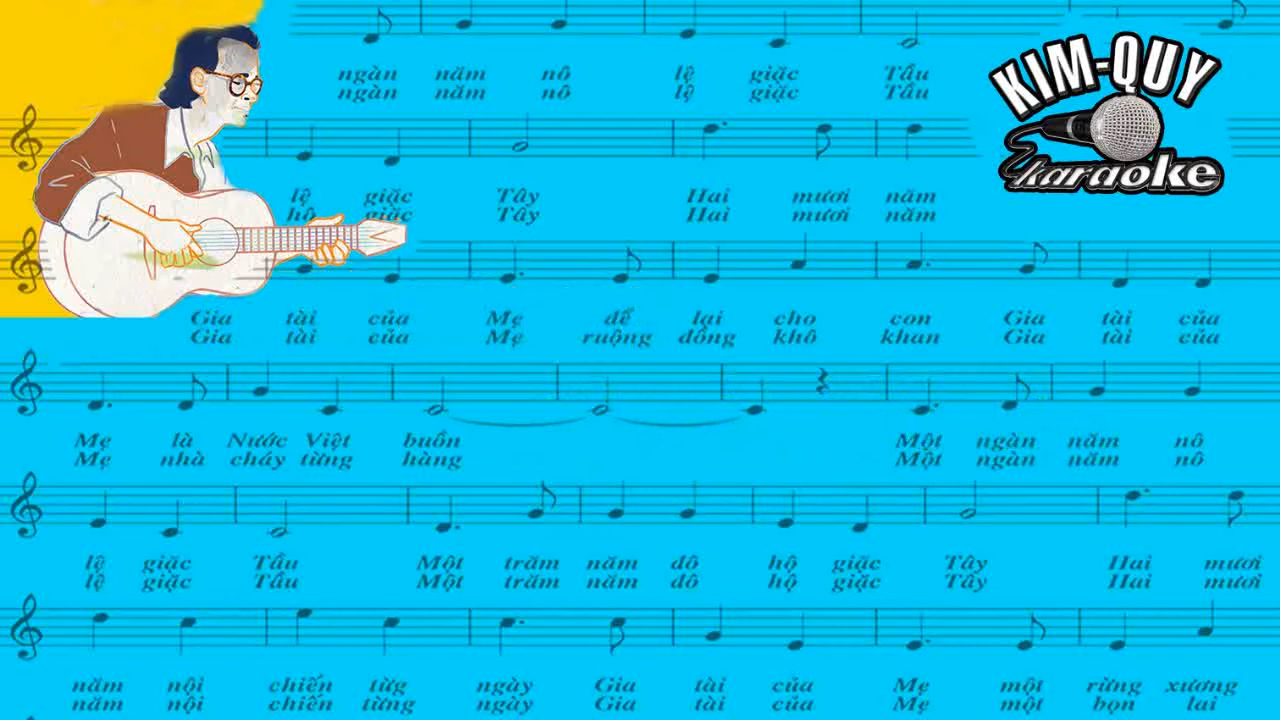 KIM-QUY
karaoke
ngàn năm nô lệ giặc Tầu
ngàn năm nô lệ giặc Tầu
lệ giặc Tây Hai mươi năm
hộ giặc Tây Hai mươi năm
Gia tài của Mẹ để lại cho con Gia tài của
Gia tài của Mẹ ruộng đồng khô khan Gia tài của
Mẹ là Nước Việt buồn Một ngàn năm nô
Mẹ nhà cháy từng hàng Một ngàn năm nô
lệ giặc Tầu Một trăm năm đô hộ giặc Tây Hai mươi
lệ giặc Tầu Một trăm năm đô hộ giặc Tây Hai mươi
năm nội chiến từg ngày Gia tài của Mẹ một rừng xương
năm nội chiến từng ngày Gia tài của Mẹ một bọn lai